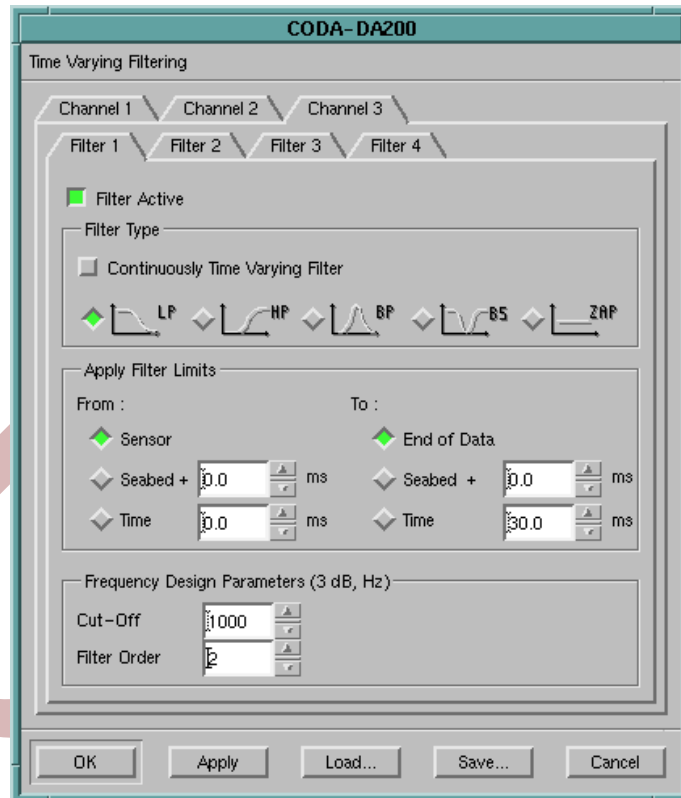 CODA-DA200
Time Varying Filtering
Channel 1 Channel 2 Channel 3
Filter 1 Filter 2 Filter 3 Filter 4
Filter Active
Filter Type
Continuously Time Varying Filter
LP HP BP BS ZAP
Apply Filter Limits
From : To :
Sensor End of Data
Seabed + 0.0 ms Seabed + 0.0 ms
Time 0.0 ms Time 30.0 ms
Frequency Design Parameters (3 dB, Hz)
Cut-Off 1000
Filter Order 2
OK Apply Load... Save... Cancel